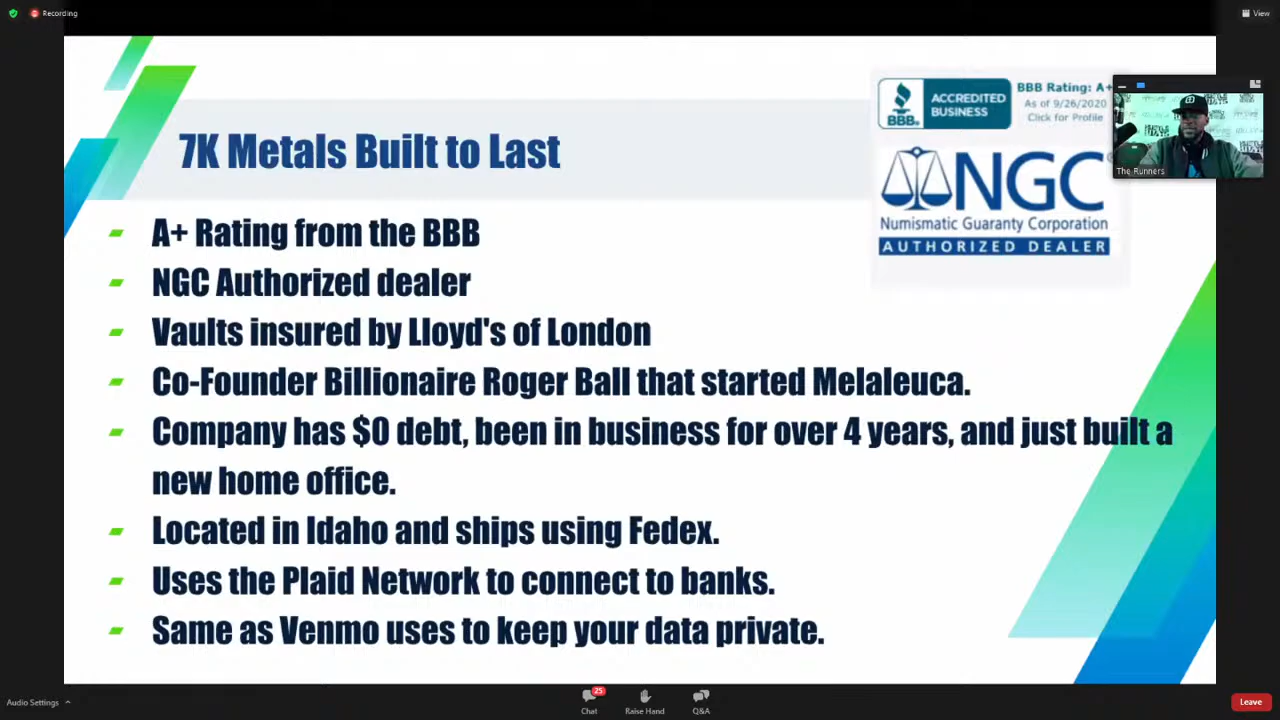 Recording
View
BBB.
ACCREDITED
BUSINESS
BBB Rating: A+
As of 9/26/2020
Click for Profile
7K Metals Built to Last
NGC
Numismatic Guaranty Corporation
AUTHORIZED DEALER
The Runners
A+ Rating from the BBB
NGC Authorized dealer
Vaults insured by Lloyd's of London
Co-Founder Billionaire Roger Ball that started Melaleuca.
Company has $0 debt, been in business for over 4 years, and just built a
new home office.
Located in Idaho and ships using Fedex.
Uses the Plaid Network to connect to banks.
Same as Venmo uses to keep your data private.
Audio Settings
25
Chat
Raise Hand
Q&A
Leave